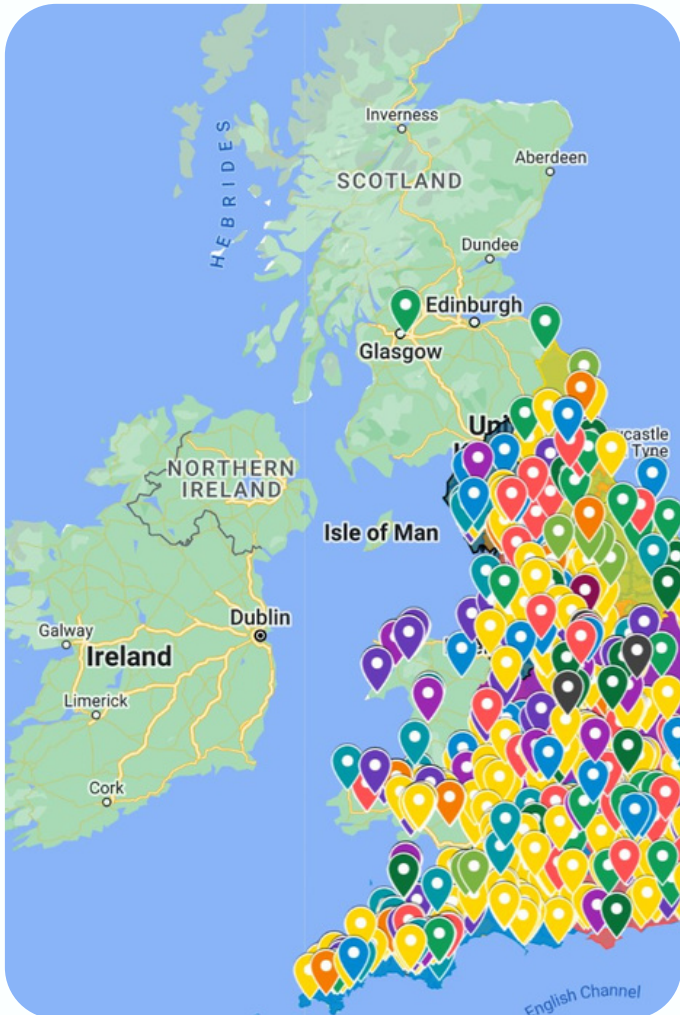 Inverness
Aberdeen
SCOTLAND
HEBRIDES
Dundee
Edinburgh
Glasgow
NORTHERN
IRELAND
Isle of Man
Dublin
Galway
Ireland
Limerick
Cork
English Channel